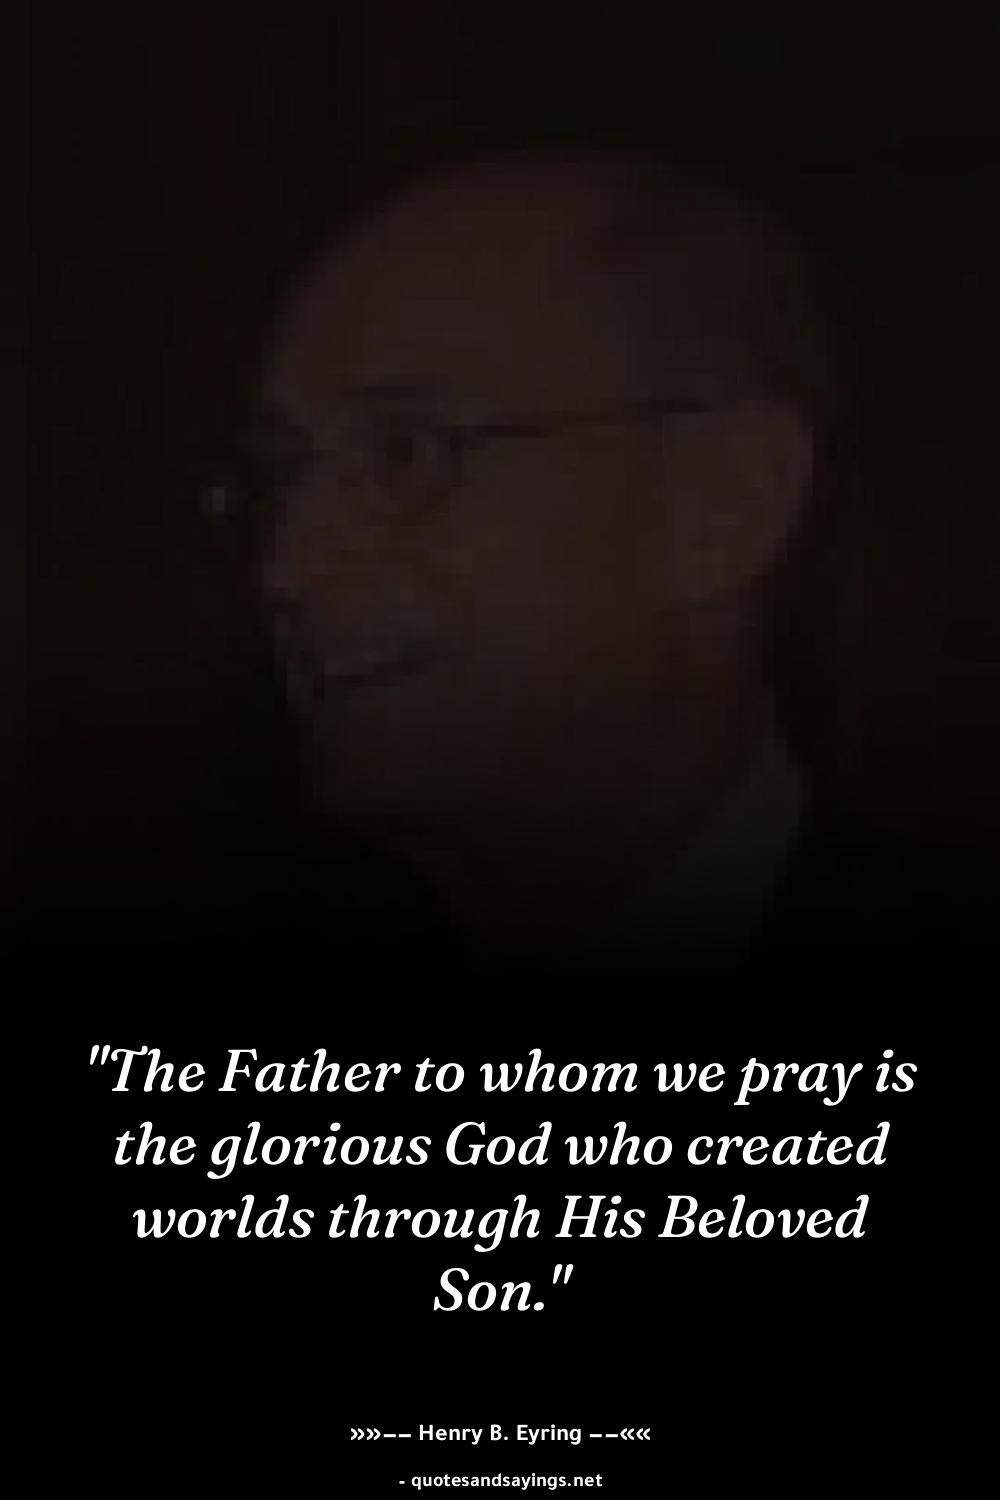 "The Father to whom we pray is
the glorious God who created
worlds through His Beloved
Son."
»»−− Henry B. Eyring −−««
- quotesandsayings.net